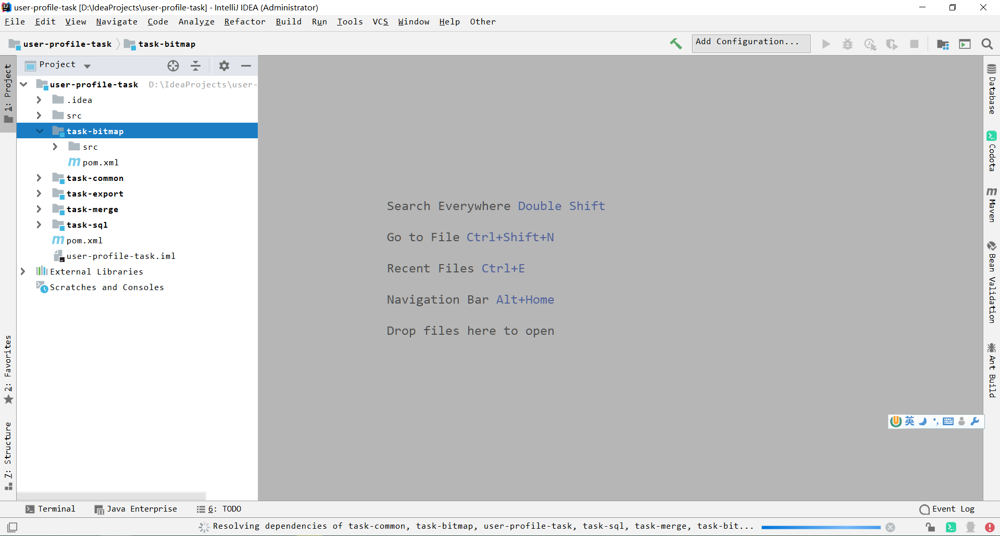 user-profile-task [D:\IdeaProjects\user-profile-task] - IntelliJ IDEA (Administrator)
File Edit View Navigate Code Analyze Refactor Build Run Tools VCS Window Help Other
user-profile-task task-bitmap
Add Configuration...
1: Project
2: Favorites
7: Structure
Project
user-profile-task D:\IdeaProjects\user-
.idea
src
task-bitmap
src
pom.xml
task-common
task-export
task-merge
task-sql
pom.xml
user-profile-task.iml
External Libraries
Scratches and Consoles
Search Everywhere Double Shift
Go to File Ctrl+Shift+N
Recent Files Ctrl+E
Navigation Bar Alt+Home
Drop files here to open
Database
Codota
Maven
Bean Validation
Ant Build
英
Terminal Java Enterprise 6: TODO Event Log
Resolving dependencies of task-common, task-bitmap, user-profile-task, task-sql, task-merge, task-bit...